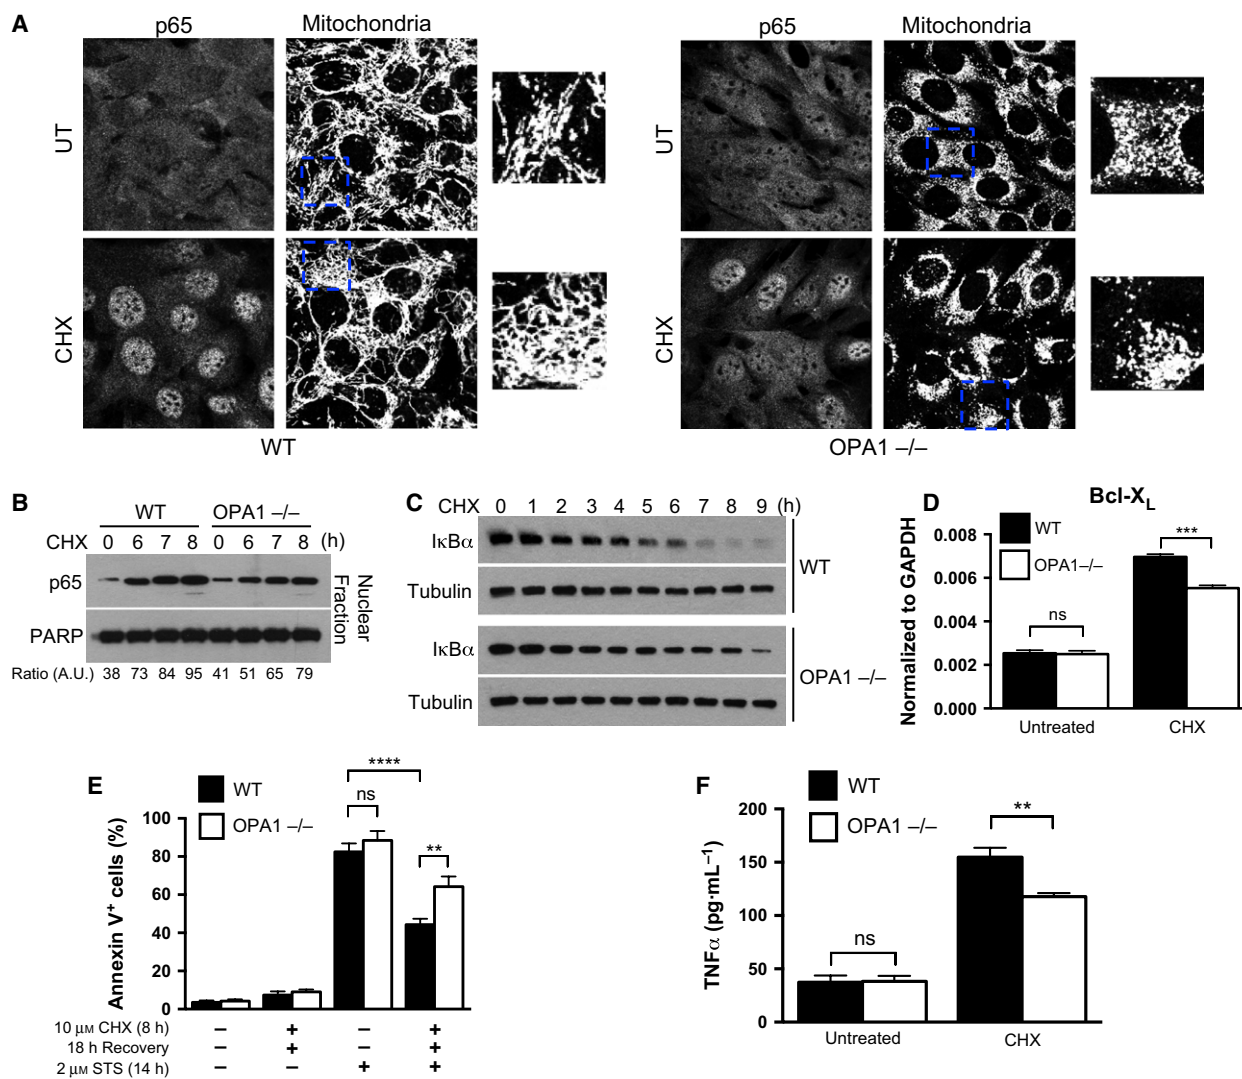 A
p65 Mitochondria
p65 Mitochondria
UT
UT
CHX
CHX
WT
OPA1 –/–
B
WT OPA1 –/–
CHX 0 6 7 8 0 6 7 8 (h)
p65
PARP
Nuclear
Fraction
Ratio (A.U.) 38 73 84 95 41 51 65 79
C
CHX 0 1 2 3 4 5 6 7 8 9 (h)
IκBα
Tubulin
WT
IκBα
Tubulin
OPA1 –/–
D
Bcl-XL
WT
OPA1–/–
Normalized to GAPDH
0.008
0.006
0.004
0.002
0.000
ns
***
Untreated
CHX
E
WT
OPA1 –/–
Annexin V+ cells (%)
100
80
60
40
20
0
****
ns
**
10 μM CHX (8 h) – + – +
18 h Recovery – + – +
2 μM STS (14 h) – – + +
F
WT
OPA1 –/–
TNFα (pg·mL−1)
200
150
100
50
0
ns
**
Untreated
CHX